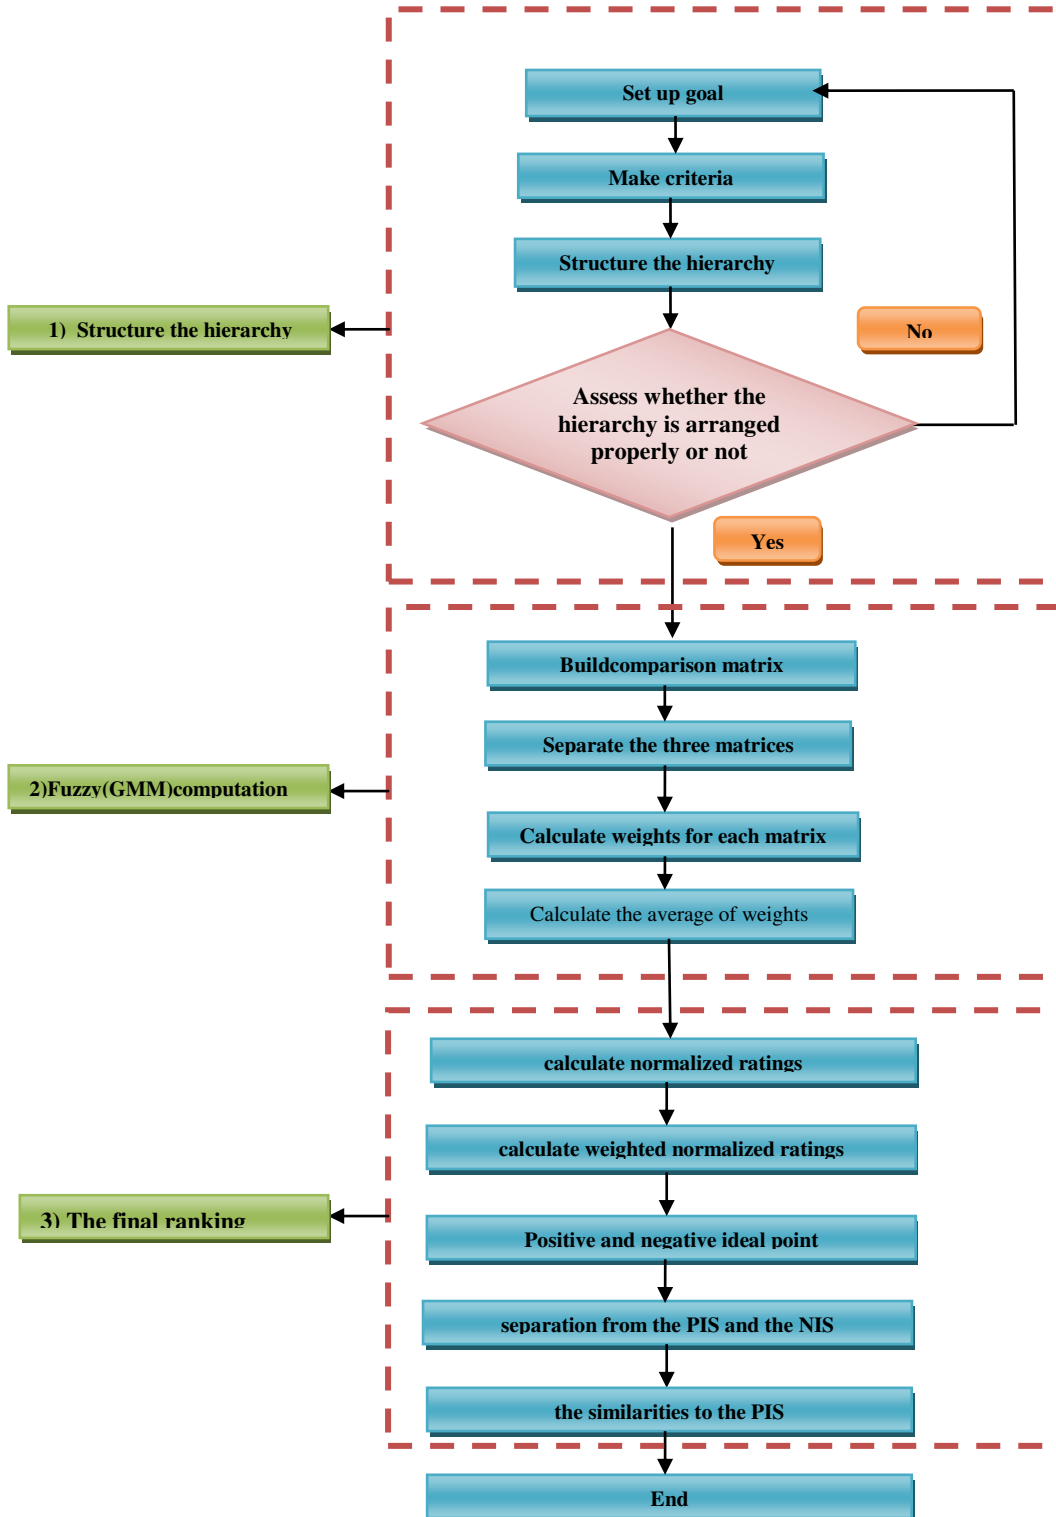 Set up goal
Make criteria
Structure the hierarchy
1) Structure the hierarchy
No
Assess whether the
hierarchy is arranged
properly or not
Yes
Buildcomparison matrix
Separate the three matrices
2)Fuzzy(GMM)computation
Calculate weights for each matrix
Calculate the average of weights
calculate normalized ratings
calculate weighted normalized ratings
3) The final ranking
Positive and negative ideal point
separation from the PIS and the NIS
the similarities to the PIS
End